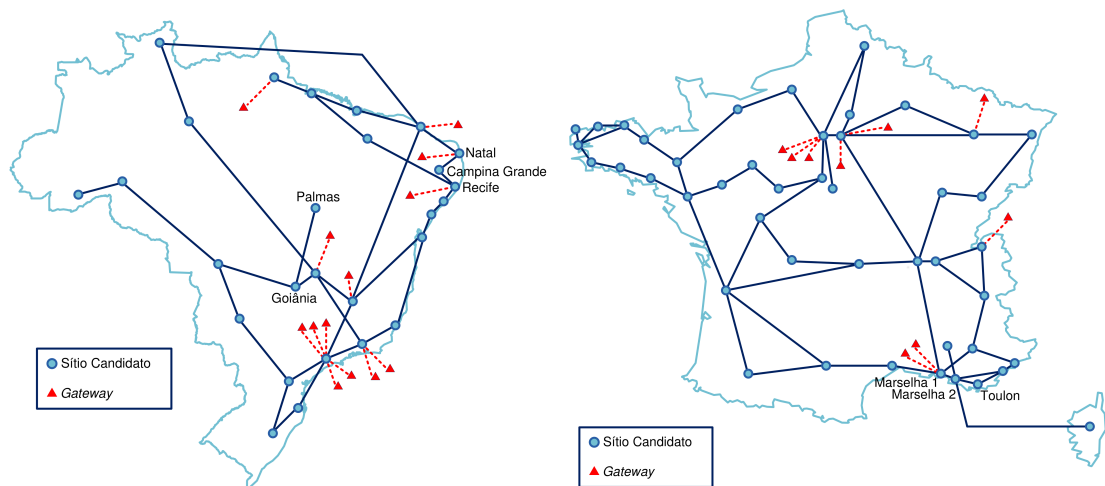 Natal
Campina Grande
Recife
Palmas
Goiânia
Sítio Candidato
Gateway
Marselha 1
Marselha 2
Toulon
Sítio Candidato
Gateway